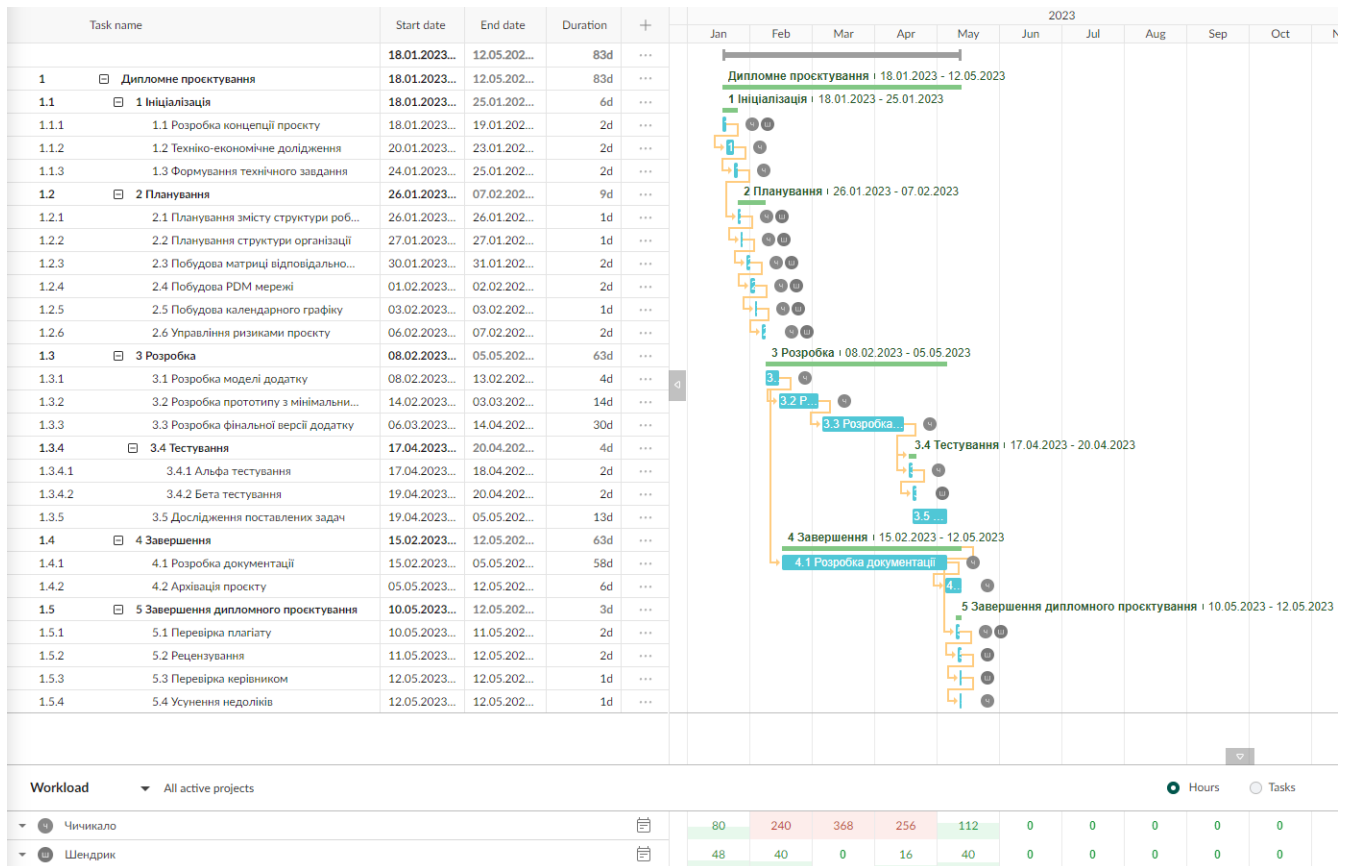 2023
Task name Start date End date Duration + Jan Feb Mar Apr May Jun Jul Aug Sep Oct
18.01.2023... 12.05.202... 83d ...
1 Дипломне проєктування 18.01.2023... 12.05.202... 83d ... Дипломне проєктування 18.01.2023 - 12.05.2023
1.1 1 Ініціалізація 18.01.2023... 25.01.202... 6d ... 1 Ініціалізація 18.01.2023 - 25.01.2023
1.1.1 1.1 Розробка концепції проєкту 18.01.2023... 19.01.202... 2d ... ч ш
1.1.2 1.2 Техніко-економічне долідження 20.01.2023... 23.01.202... 2d ... 1 ч
1.1.3 1.3 Формування технічного завдання 24.01.2023... 25.01.202... 2d ... ч
1.2 2 Планування 26.01.2023... 07.02.202... 9d ... 2 Планування 26.01.2023 - 07.02.2023
1.2.1 2.1 Планування змісту структури роб... 26.01.2023... 26.01.202... 1d ... ч ш
1.2.2 2.2 Планування структури організації 27.01.2023... 27.01.202... 1d ... ч ш
1.2.3 2.3 Побудова матриці відповідально... 30.01.2023... 31.01.202... 2d ... ч ш
1.2.4 2.4 Побудова PDM мережі 01.02.2023... 02.02.202... 2d ... ч ш
1.2.5 2.5 Побудова календарного графіку 03.02.2023... 03.02.202... 1d ... ч ш
1.2.6 2.6 Управління ризиками проєкту 06.02.2023... 07.02.202... 2d ... ч ш
1.3 3 Розробка 08.02.2023... 05.05.202... 63d ... 3 Розробка 08.02.2023 - 05.05.2023
1.3.1 3.1 Розробка моделі додатку 08.02.2023... 13.02.202... 4d ... 3. ч
1.3.2 3.2 Розробка прототипу з мінімальни... 14.02.2023... 03.03.202... 14d ... 3.2 Р... ч
1.3.3 3.3 Розробка фінальної версії додатку 06.03.2023... 14.04.202... 30d ... 3.3 Розробка... ч
1.3.4 3.4 Тестування 17.04.2023... 20.04.202... 4d ... 3.4 Тестування 17.04.2023 - 20.04.2023
1.3.4.1 3.4.1 Альфа тестування 17.04.2023... 18.04.202... 2d ... ч
1.3.4.2 3.4.2 Бета тестування 19.04.2023... 20.04.202... 2d ... ш
1.3.5 3.5 Дослідження поставлених задач 19.04.2023... 05.05.202... 13d ... 3.5 ...
1.4 4 Завершення 15.02.2023... 12.05.202... 63d ... 4 Завершення 15.02.2023 - 12.05.2023
1.4.1 4.1 Розробка документації 15.02.2023... 05.05.202... 58d ... 4.1 Розробка документації ч
1.4.2 4.2 Архівація проєкту 05.05.2023... 12.05.202... 6d ... 4.. ч
1.5 5 Завершення дипломного проєктування 10.05.2023... 12.05.202... 3d ... 5 Завершення дипломного проєктування 10.05.2023 - 12.05.2023
1.5.1 5.1 Перевірка плагіату 10.05.2023... 11.05.202... 2d ... ч ш
1.5.2 5.2 Рецензування 11.05.2023... 12.05.202... 2d ... ш
1.5.3 5.3 Перевірка керівником 12.05.2023... 12.05.202... 1d ... ш
1.5.4 5.4 Усунення недоліків 12.05.2023... 12.05.202... 1d ... ч
Workload All active projects Hours Tasks
ч Чичикало 80 240 368 256 112 0 0 0 0 0
ш Шендрик 48 40 0 16 40 0 0 0 0 0